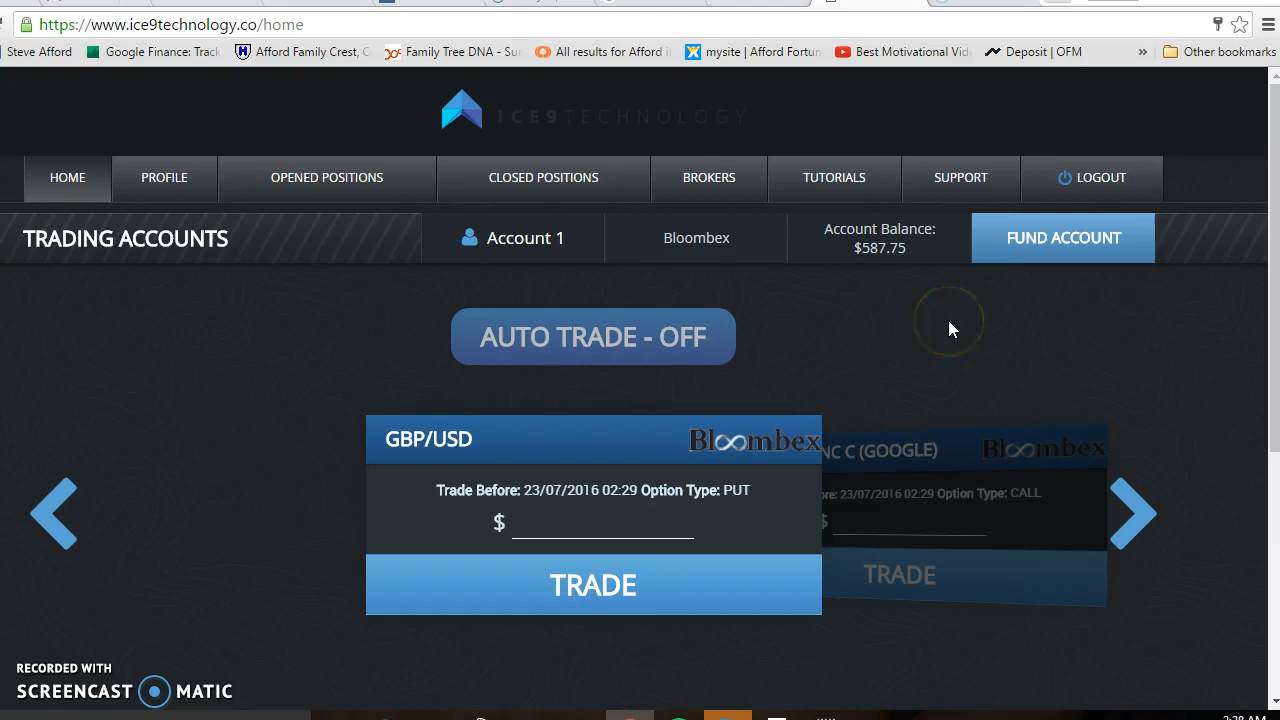 https://www.ice9technology.co/home
Steve Afford Google Finance: Track Afford Family Crest, C Family Tree DNA - Su All results for Afford in mysite | Afford Fortun Best Motivational Vide Deposit | OFM » Other bookmarks
ICE9TECHNOLOGY
HOME PROFILE OPENED POSITIONS CLOSED POSITIONS BROKERS TUTORIALS SUPPORT LOGOUT
TRADING ACCOUNTS Account 1 Bloombex Account Balance: FUND ACCOUNT
$587.75
AUTO TRADE - OFF
GBP/USD Bloombex
NC C (GOOGLE) Bloombex
Trade Before: 23/07/2016 02:29 Option Type: PUT
ore: 23/07/2016 02:29 Option Type: CALL
$
$
TRADE
TRADE
RECORDED WITH
SCREENCAST MATIC